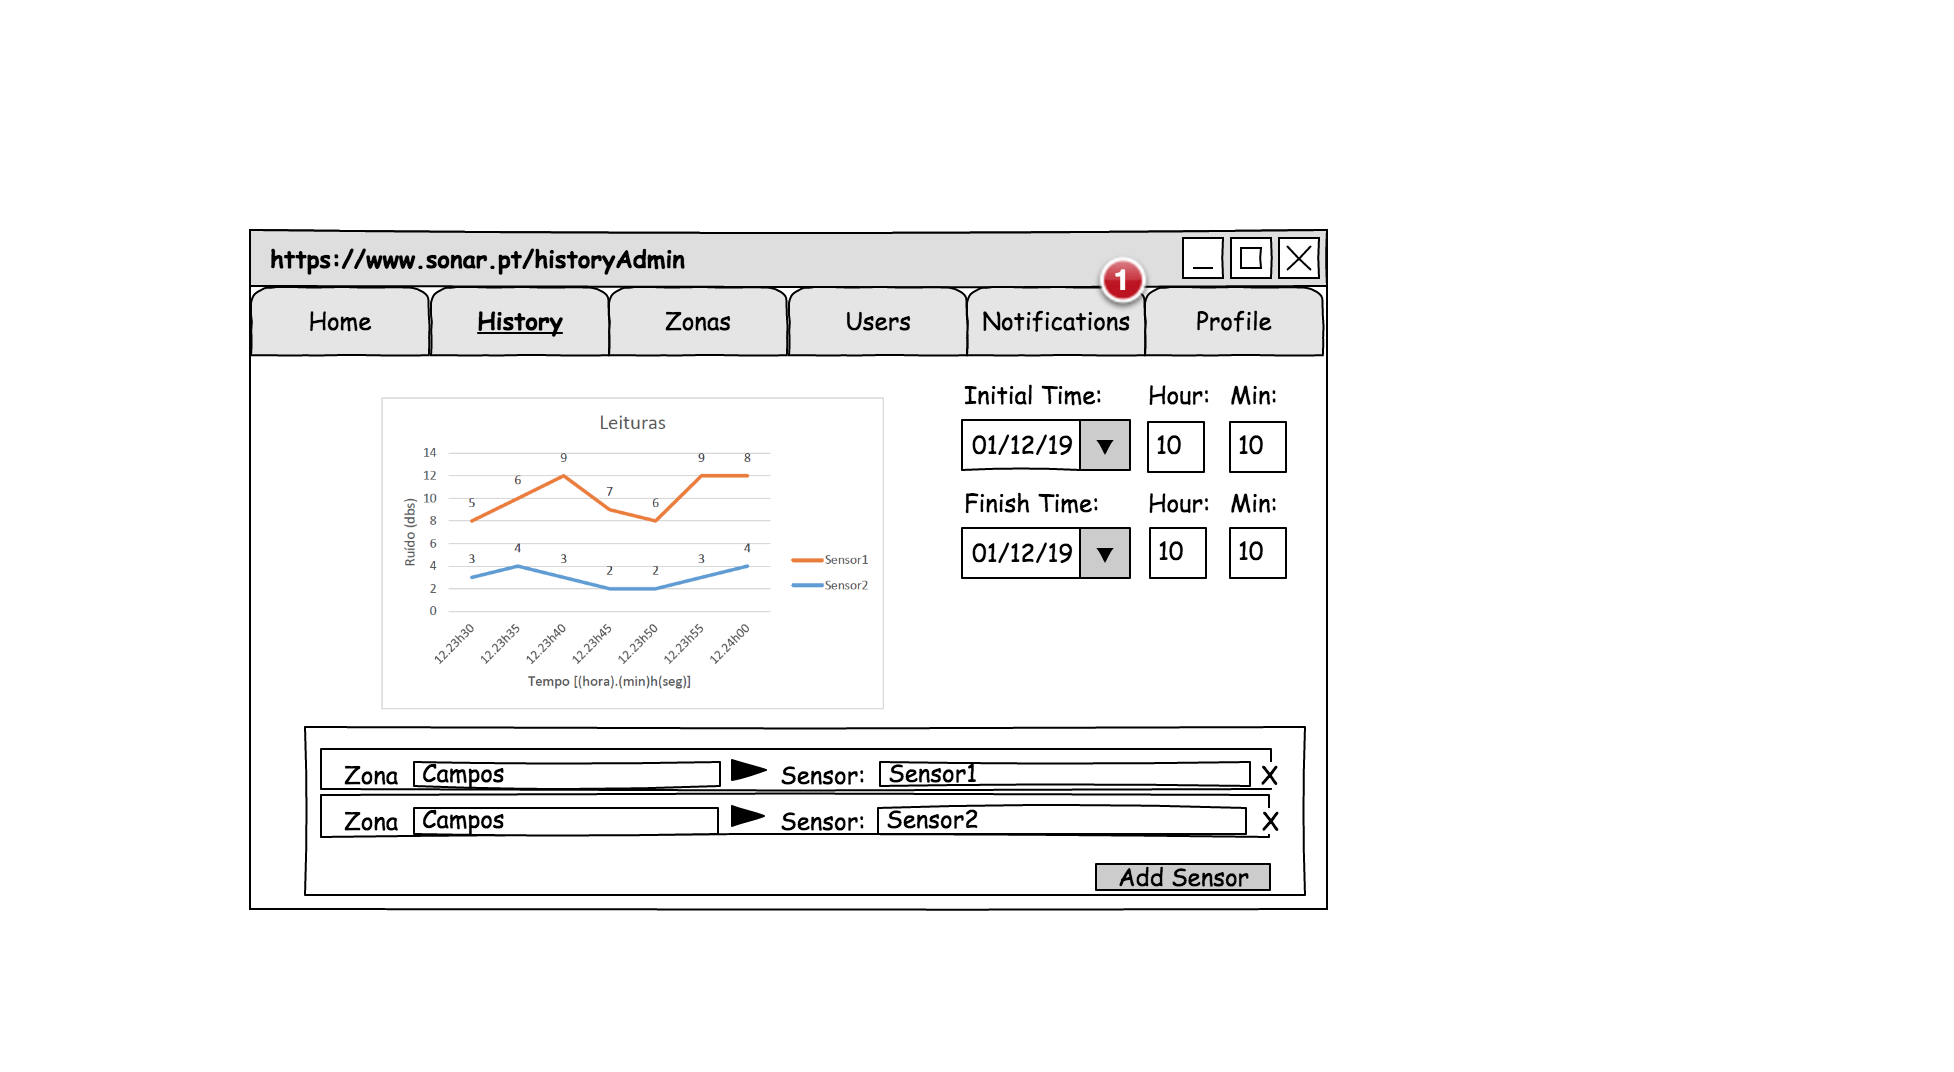 https://www.sonar.pt/historyAdmin
1
Home History Zonas Users Notifications Profile
Initial Time: Hour: Min:
01/12/19 ▼ 10 10
Finish Time: Hour: Min:
01/12/19 ▼ 10 10
Leituras
Ruído (dbs)
14
12
10
8
6
4
2
0
5 6 9 7 6 9 8
3 4 3 2 2 3 4
Sensor1
Sensor2
12.23h30 12.23h35 12.23h40 12.23h45 12.23h50 12.23h55 12.24h00
Tempo [(hora).(min)h(seg)]
Zona Campos Sensor: Sensor1 X
Zona Campos Sensor: Sensor2 X
Add Sensor